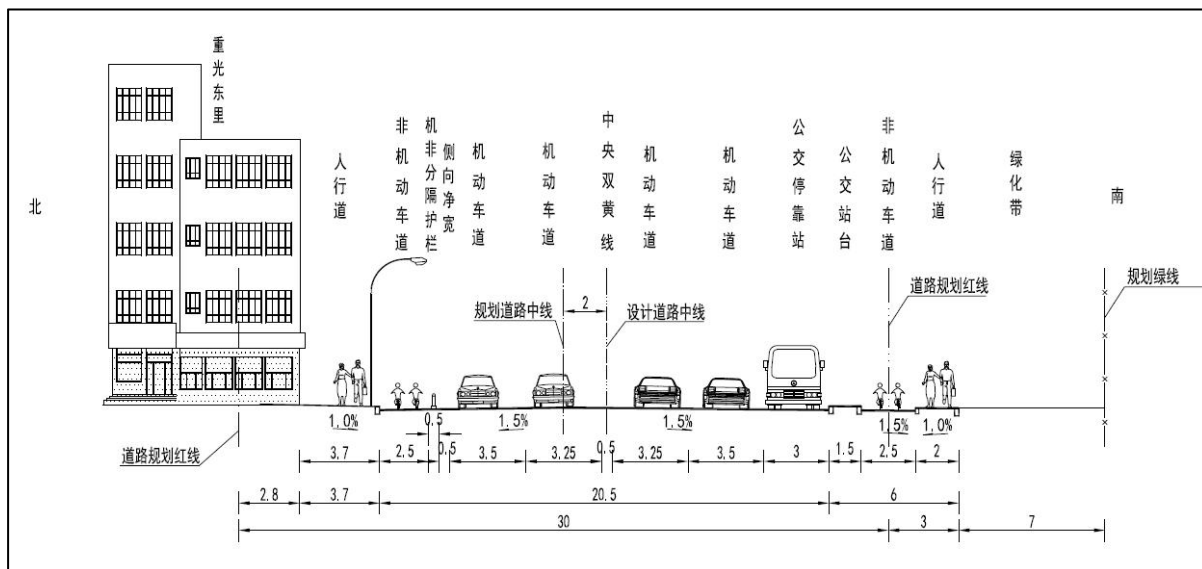 重光东里
北
人行道
非机动车道
机非分隔护栏
侧向净宽
机动车道
机动车道
中央双黄线
机动车道
机动车道
公交停靠站
公交站台
非机动车道
人行道
绿化带
南
规划道路中线
2
设计道路中线
道路规划红线
规划绿线
1.0%
1.5%
1.5%
1.5%
1.0%
道路规划红线
3.7
2.5
0.5
0.5
3.5
3.25
0.5
3.25
3.5
3
1.5
2.5
2
2.8
3.7
20.5
6
30
3
7